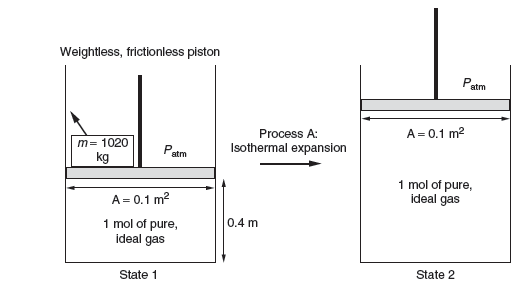 Weightless, frictionless piston
m = 1020
kg
Patm
A = 0.1 m²
1 mol of pure,
ideal gas
0.4 m
State 1
Process A:
Isothermal expansion
Patm
A = 0.1 m²
1 mol of pure,
ideal gas
State 2